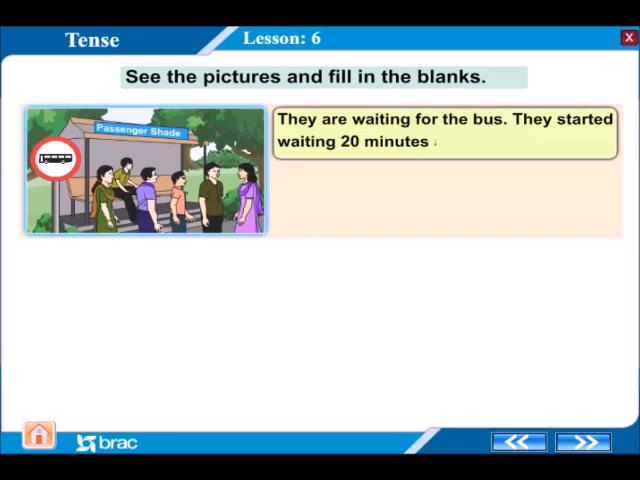 Tense
Lesson: 6
X
See the pictures and fill in the blanks.
Passenger Shade
They are waiting for the bus. They started
waiting 20 minutes
brac